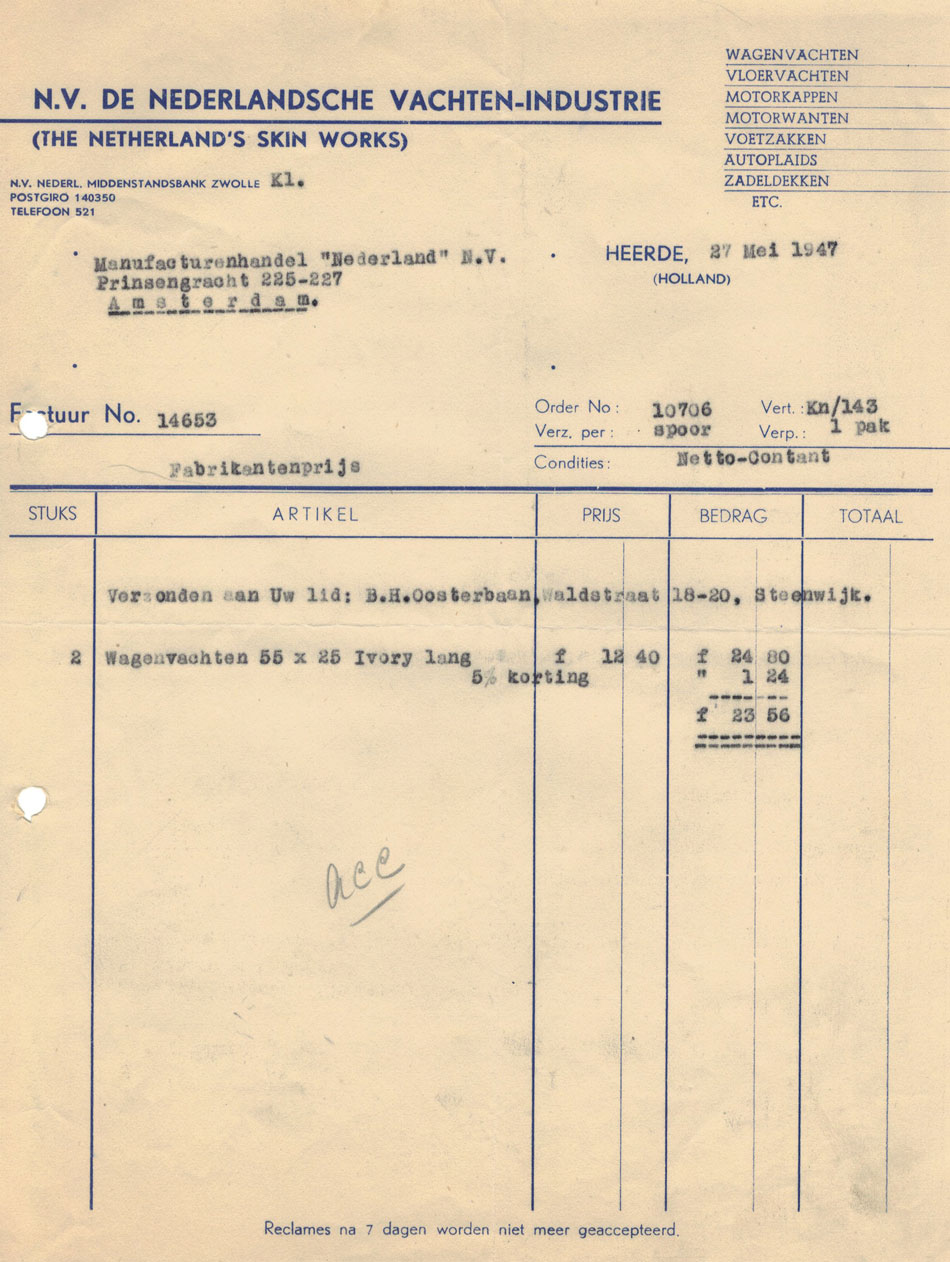 WAGENVACHTEN
VLOERVACHTEN
MOTORKAPPEN
MOTORWANTEN
VOETZAKKEN
AUTOPLAIDS
ZADELDEKKEN
ETC.
N.V. DE NEDERLANDSCHE VACHTEN-INDUSTRIE
(THE NETHERLAND'S SKIN WORKS)
N.V. NEDERL. MIDDENSTANDSBANK ZWOLLE Kl.
POSTGIRO 140350
TELEFOON 521
Manufacturenhandel "Nederland" N.V.
Prinsengracht 225-227
Amsterdam.
HEERDE, 27 Mei 1947
(HOLLAND)
Factuur No. 14653
Order No: 10706 Vert.: Kn/143
Verz. per: spoor Verp.: 1 pak
Fabrikantenprijs
Condities: Netto-Contant
STUKS ARTIKEL PRIJS BEDRAG TOTAAL
Verzonden aan Uw lid: B.H.Oosterbaan,Waldstraat 18-20, Steenwijk.
2 Wagenvachten 55 x 25 Ivory lang f 12 40 f 24 80
5% korting " 1 24
f 23 56
acc
Reclames na 7 dagen worden niet meer geaccepteerd.